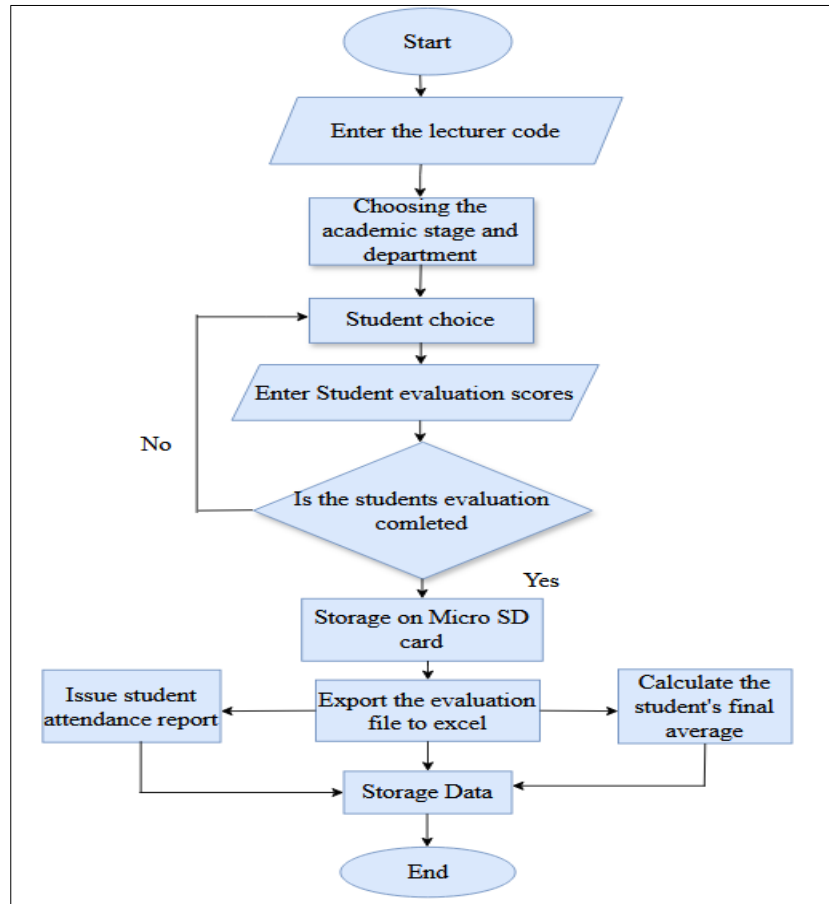 Start
Enter the lecturer code
Choosing the
academic stage and
department
Student choice
Enter Student evaluation scores
No
Is the students evaluation
comleted
Yes
Storage on Micro SD
card
Issue student
attendance report
Export the evaluation
file to excel
Calculate the
student's final
average
Storage Data
End